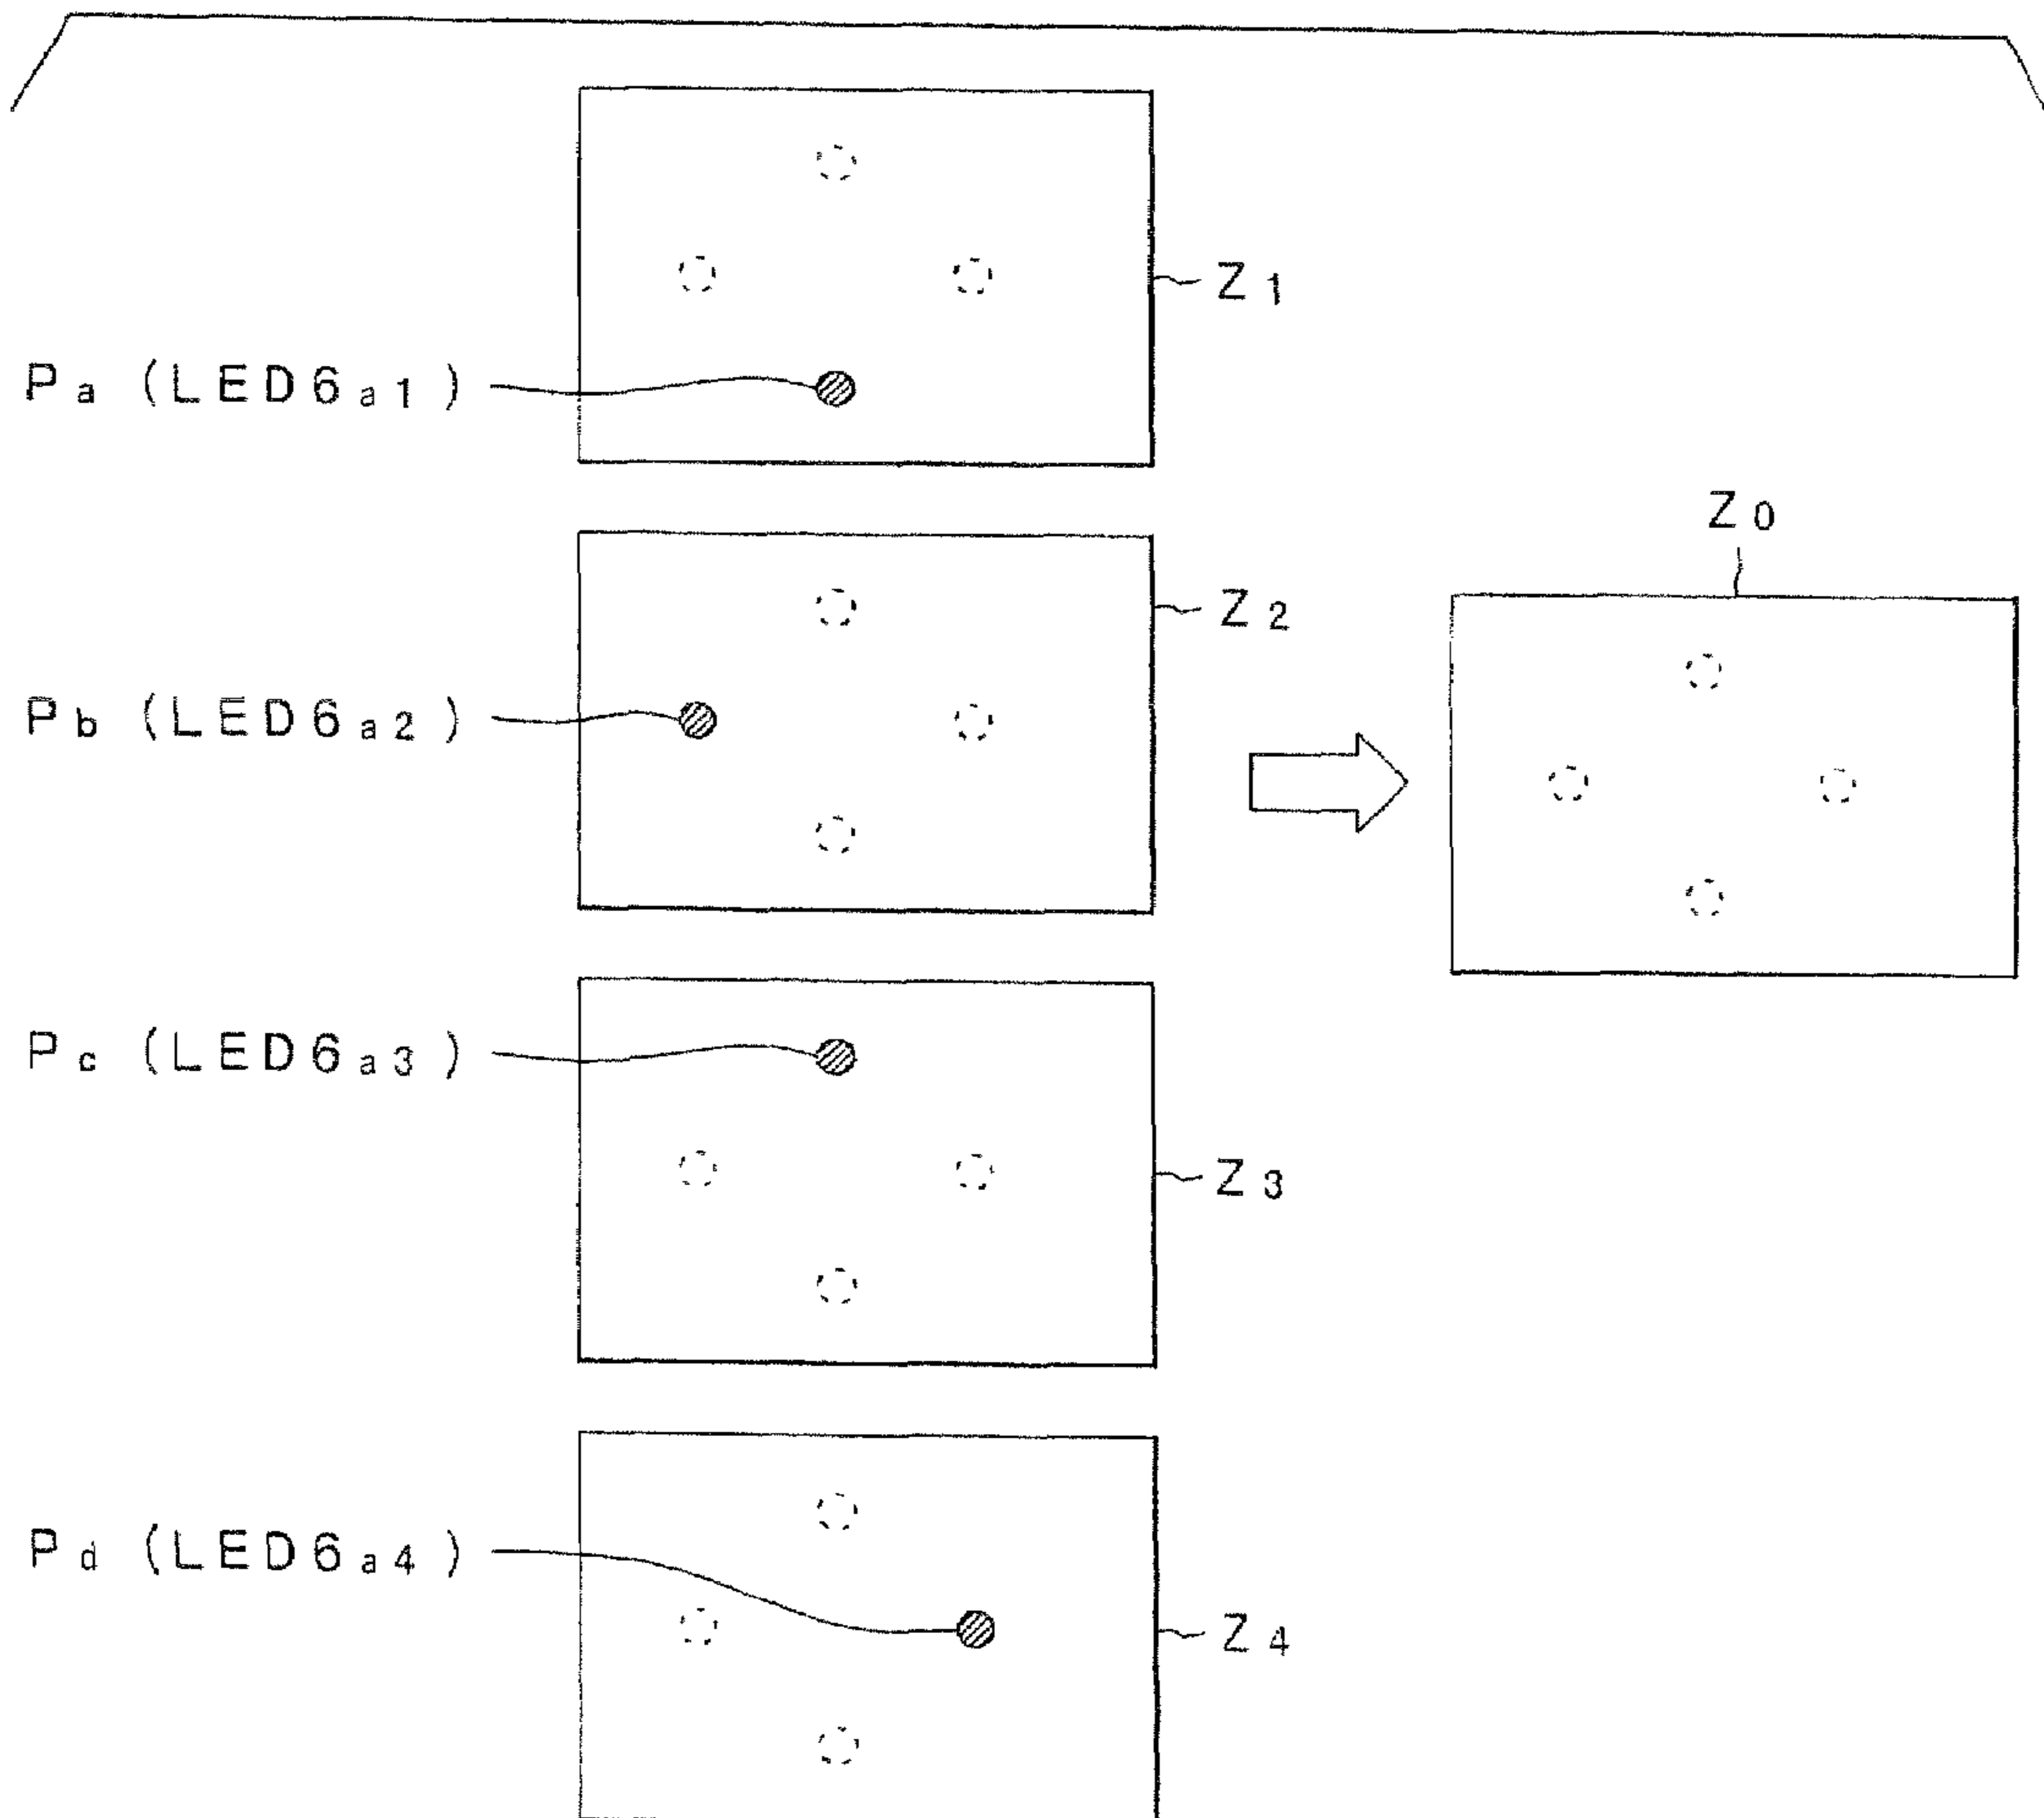 Z1
Pa (LED6a1)
Z0
Z2
Pb (LED6a2)
Pc (LED6a3)
Z3
Pd (LED6a4)
Z4